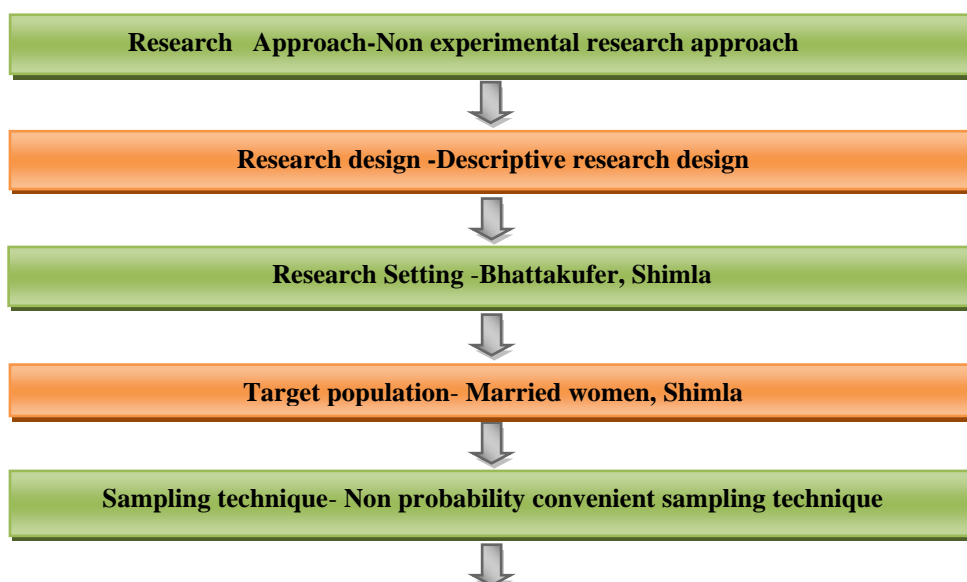 Research Approach-Non experimental research approach
Research design -Descriptive research design
Research Setting -Bhattakufer, Shimla
Target population- Married women, Shimla
Sampling technique- Non probability convenient sampling technique